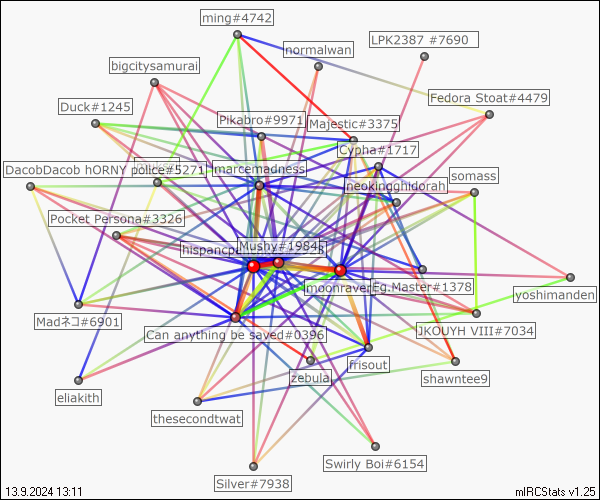 ming#4742
LPK2387 #7690
normalwan
bigcitysamurai
Fedora Stoat#4479
Duck#1245
Pikabro#9971
Majestic#3375
Cypha#1717
DacobDacob hORNY police#5271
marcemadness
neokingghidorah
somass
Pocket Persona#3326
Mushy#1984
moonraver
Eg.Master#1378
yoshimanden
Madネコ#6901
Can anything be saved#0396
JKOUYH VIII#7034
zebula
frisout
shawntee9
eliakith
thesecondtwat
Swirly Boi#6154
Silver#7938
13.9.2024 13:11
mIRCStats v1.25